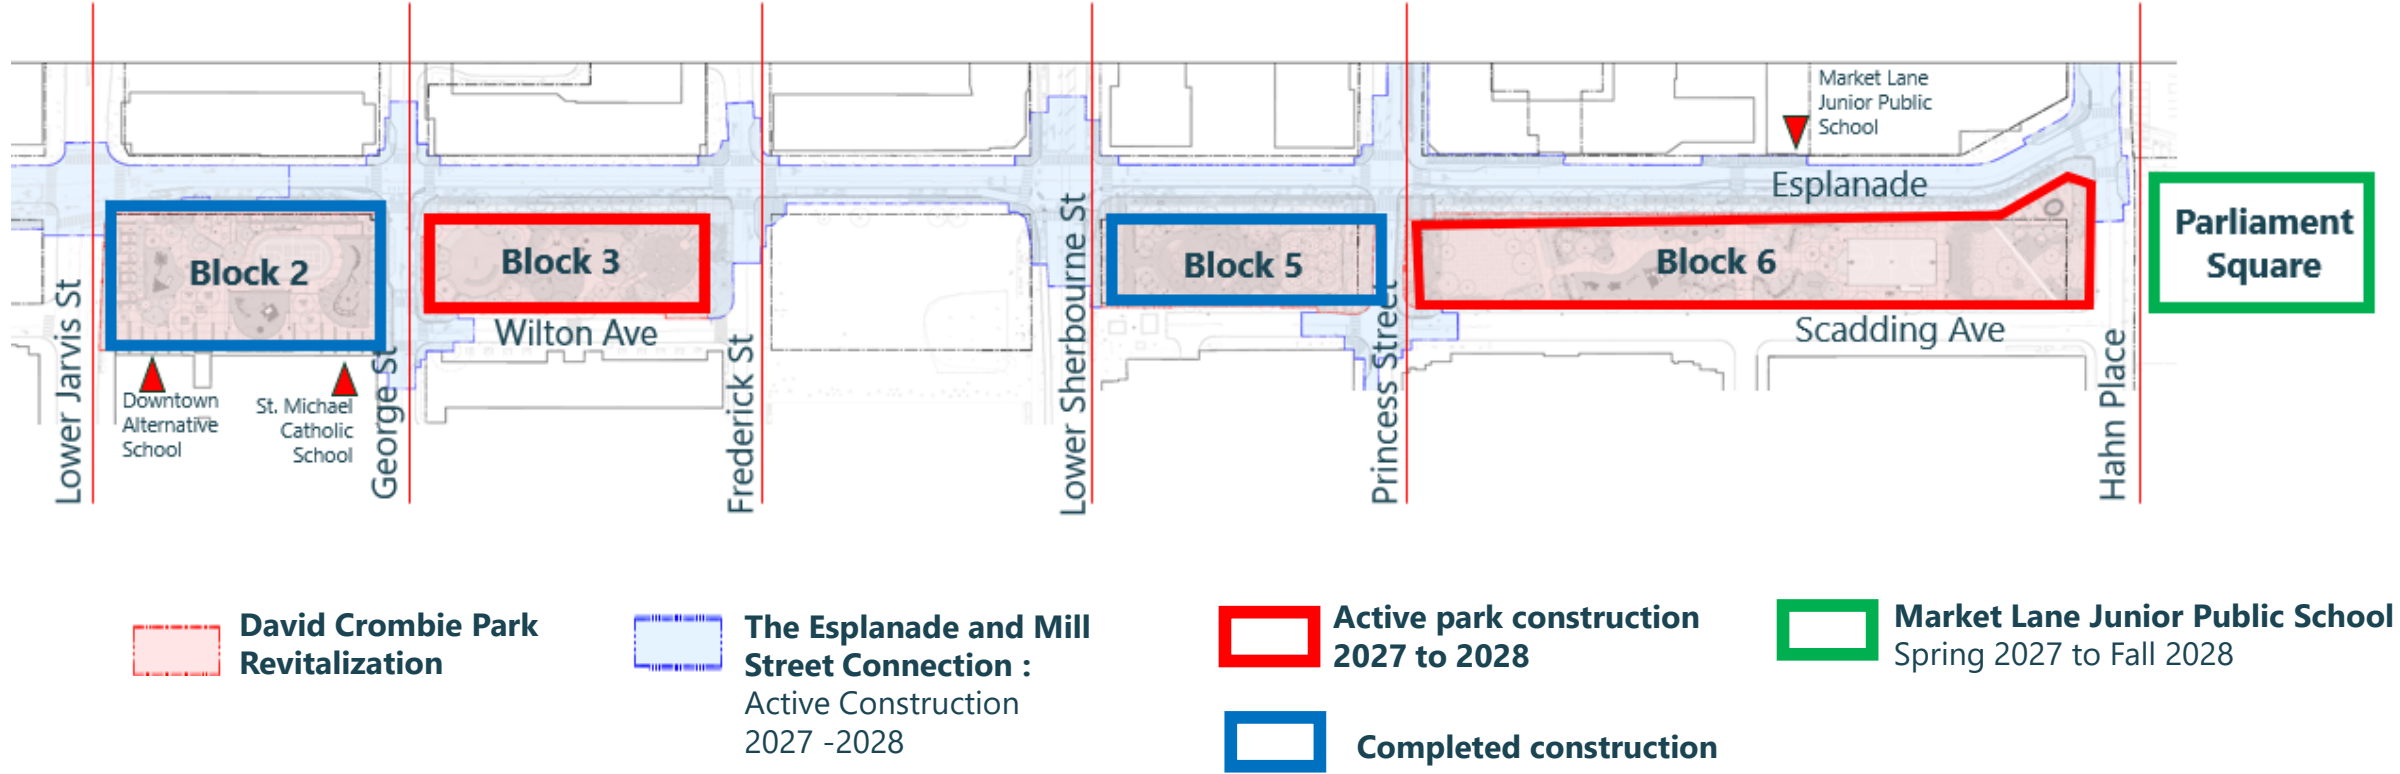 Market Lane
Junior Public
School
Esplanade
Parliament
Square
Block 2
Block 3
Block 5
Block 6
Wilton Ave
Scadding Ave
Downtown
Alternative
School
St. Michael
Catholic
School
Lower Jarvis St
George St
Frederick St
Lower Sherbourne St
Princess Street
Hahn Place
David Crombie Park
Revitalization
The Esplanade and Mill
Street Connection :
Active Construction
2027 -2028
Active park construction
2027 to 2028
Completed construction
Market Lane Junior Public School
Spring 2027 to Fall 2028